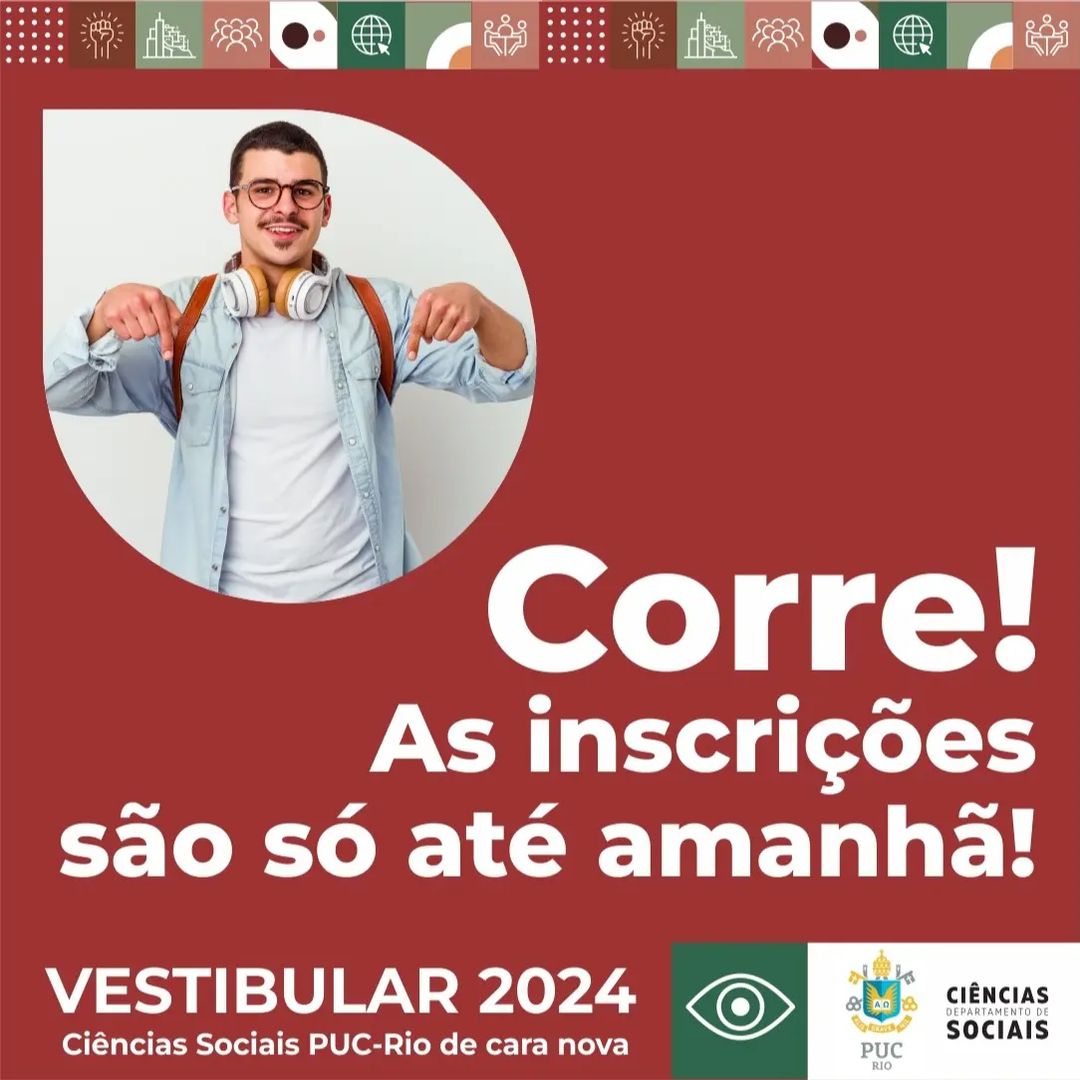 Corre!
As inscrições
são só até amanhã!
VESTIBULAR 2024
Ciências Sociais PUC-Rio de cara nova
PUC
RIO
CIÊNCIAS
DEPARTAMENTO DE
SOCIAIS